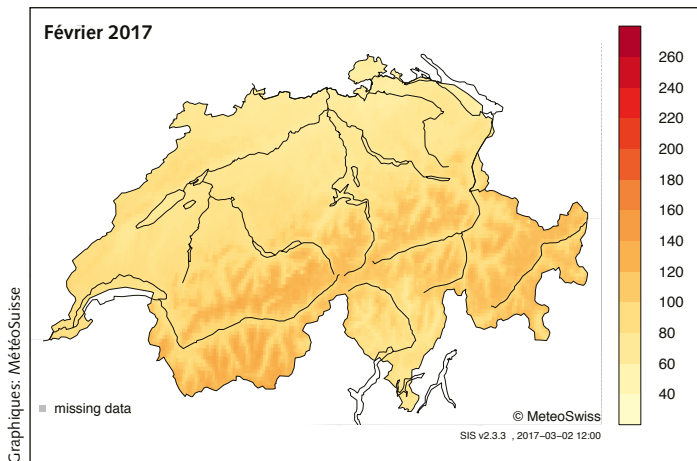 Février 2017
260
240
220
200
180
160
140
120
100
80
60
40
Graphiques: MétéoSuisse
missing data
© MeteoSwiss
SIS v2.3.3 , 2017−03−02 12:00